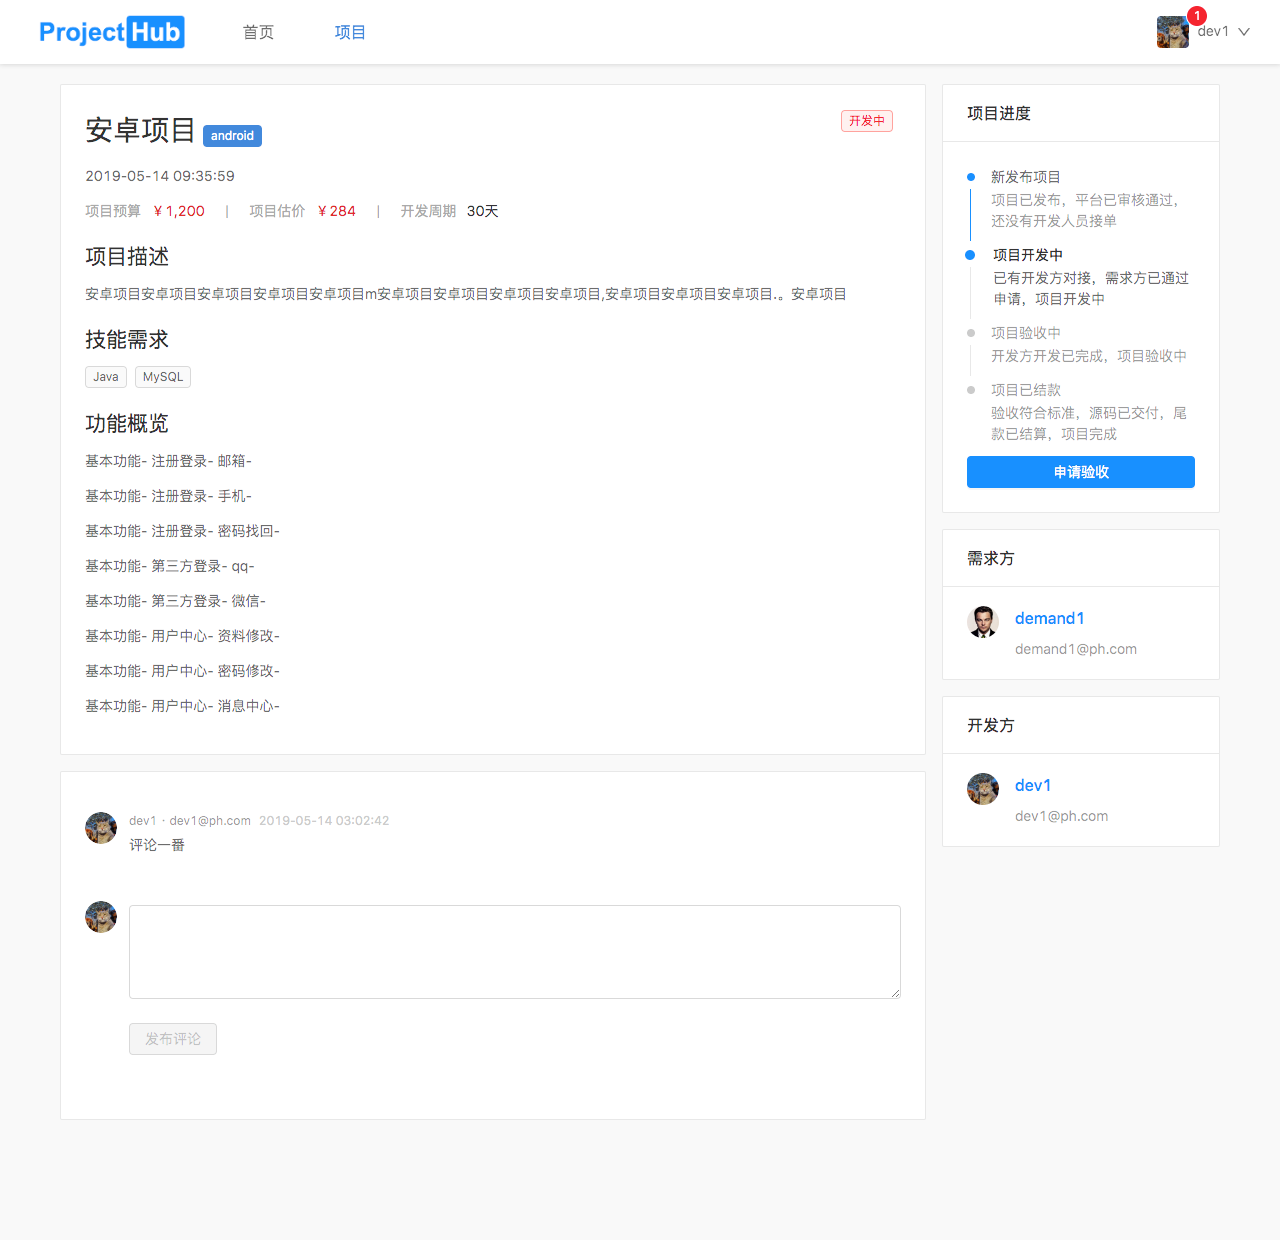 ProjectHub 首页 项目 1 dev1
安卓项目 android 开发中
2019-05-14 09:35:59
项目预算 ¥ 1,200 | 项目估价 ¥ 284 | 开发周期 30天
项目描述
安卓项目安卓项目安卓项目安卓项目安卓项目m安卓项目安卓项目安卓项目安卓项目,安卓项目安卓项目安卓项目.。安卓项目
技能需求
Java MySQL
功能概览
基本功能- 注册登录- 邮箱-
基本功能- 注册登录- 手机-
基本功能- 注册登录- 密码找回-
基本功能- 第三方登录- qq-
基本功能- 第三方登录- 微信-
基本功能- 用户中心- 资料修改-
基本功能- 用户中心- 密码修改-
基本功能- 用户中心- 消息中心-
dev1 · dev1@ph.com 2019-05-14 03:02:42
评论一番
发布评论
项目进度
新发布项目
项目已发布，平台已审核通过，
还没有开发人员接单
项目开发中
已有开发方对接，需求方已通过
申请，项目开发中
项目验收中
开发方开发已完成，项目验收中
项目已结款
验收符合标准，源码已交付，尾
款已结算，项目完成
申请验收
需求方
demand1
demand1@ph.com
开发方
dev1
dev1@ph.com